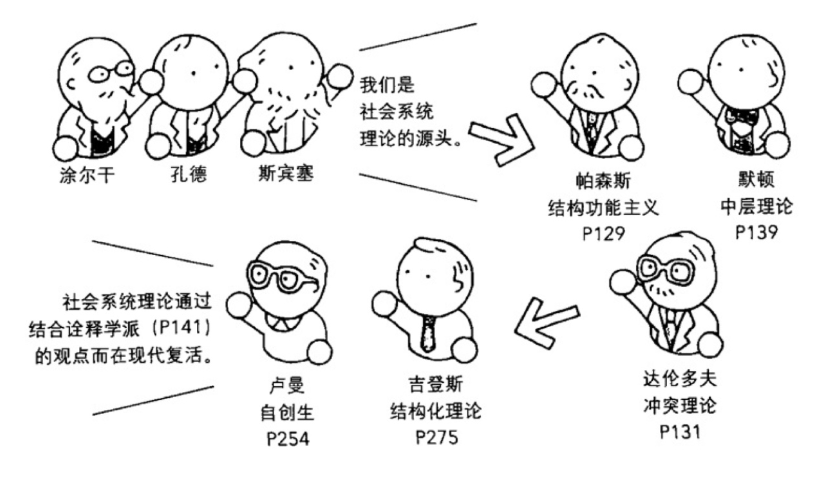 涂尔干
孔德
斯宾塞
我们是
社会系统
理论的源头。
帕森斯
结构功能主义
P129
默顿
中层理论
P139
达伦多夫
冲突理论
P131
吉登斯
结构化理论
P275
卢曼
自创生
P254
社会系统理论通过
结合诠释学派（P141）
的观点而在现代复活。